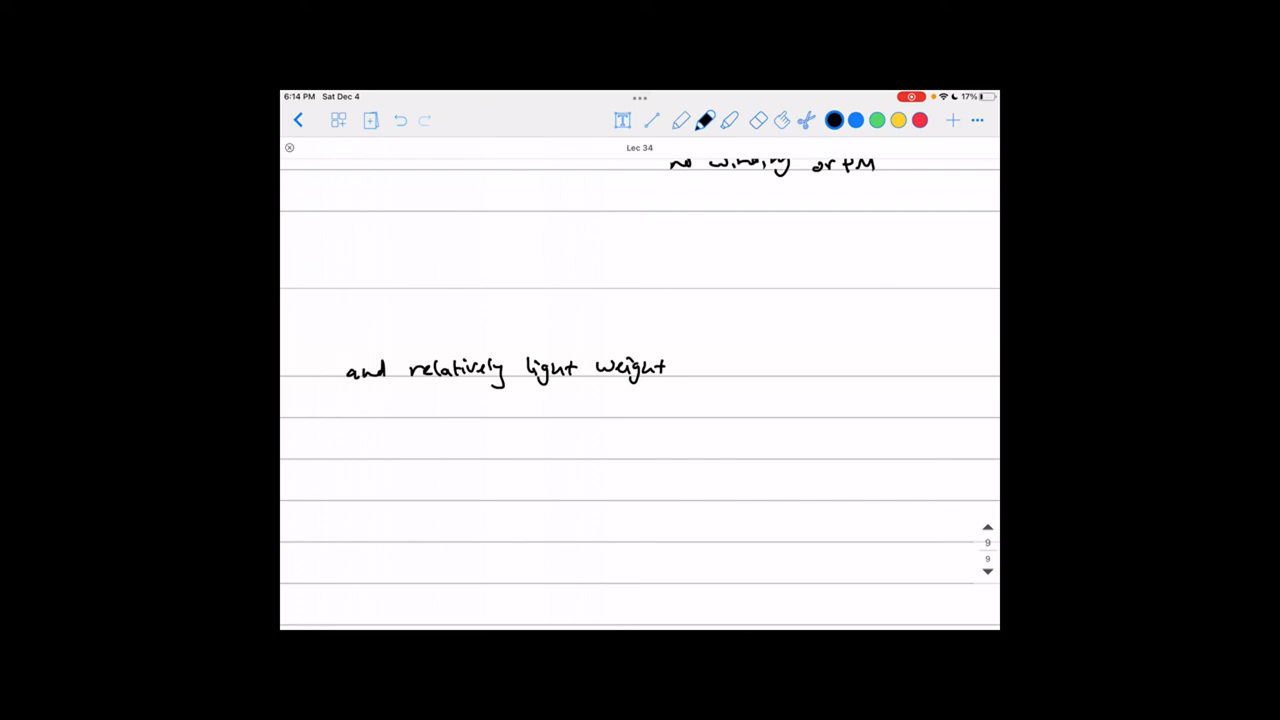 6:14 PM Sat Dec 4 17%
Lec 34
no winding or PM
and relatively light weight
9
9